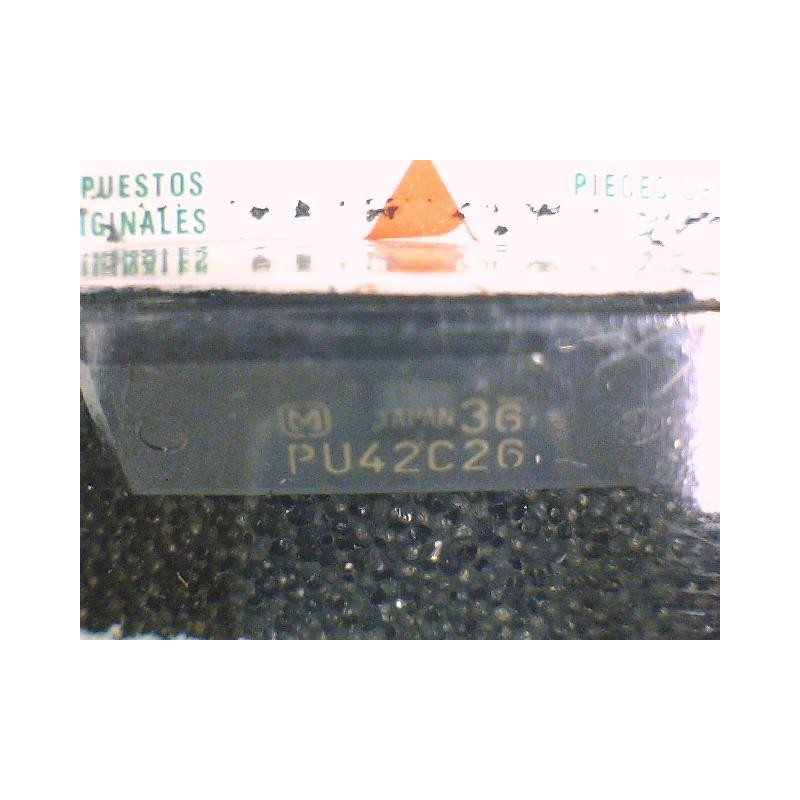 PUESTOS
IGINALES
PIECES
M JAPAN 36
PU42C26